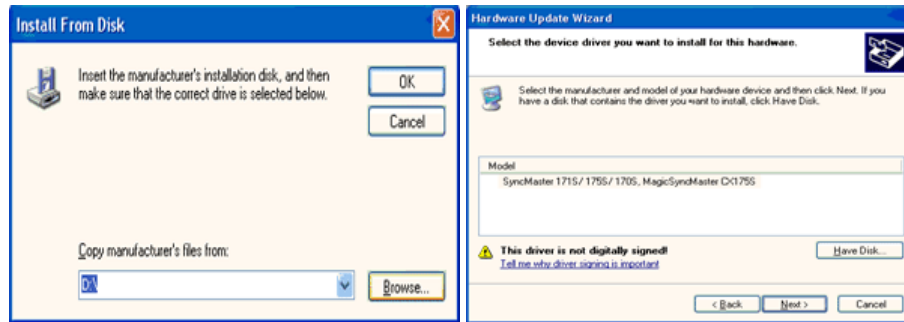 Install From Disk
Insert the manufacturer's installation disk, and then
make sure that the correct drive is selected below.
OK
Cancel
Copy manufacturer's files from:
D:\
Browse...
Hardware Update Wizard
Select the device driver you want to install for this hardware.
Select the manufacturer and model of your hardware device and then click Next. If you
have a disk that contains the driver you want to install, click Have Disk.
Model
SyncMaster 171S/ 175S/ 170S, MagicSyncMaster CX175S
This driver is not digitally signed!
Tell me why driver signing is important
Have Disk...
< Back
Next >
Cancel